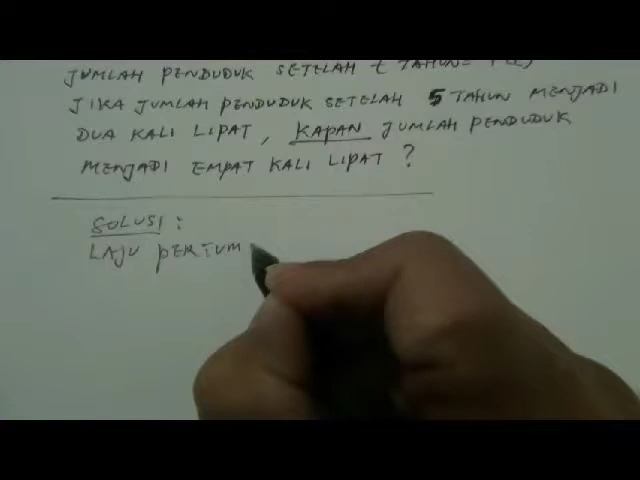 JUMLAH PENDUDUK SETELAH t TAHUN =
JIKA JUMLAH PENDUDUK SETELAH 5 TAHUN MENJADI
DUA KALI LIPAT, KAPAN JUMLAH PENDUDUK
MENJADI EMPAT KALI LIPAT ?
SOLUSI :
LAJU PERTUM